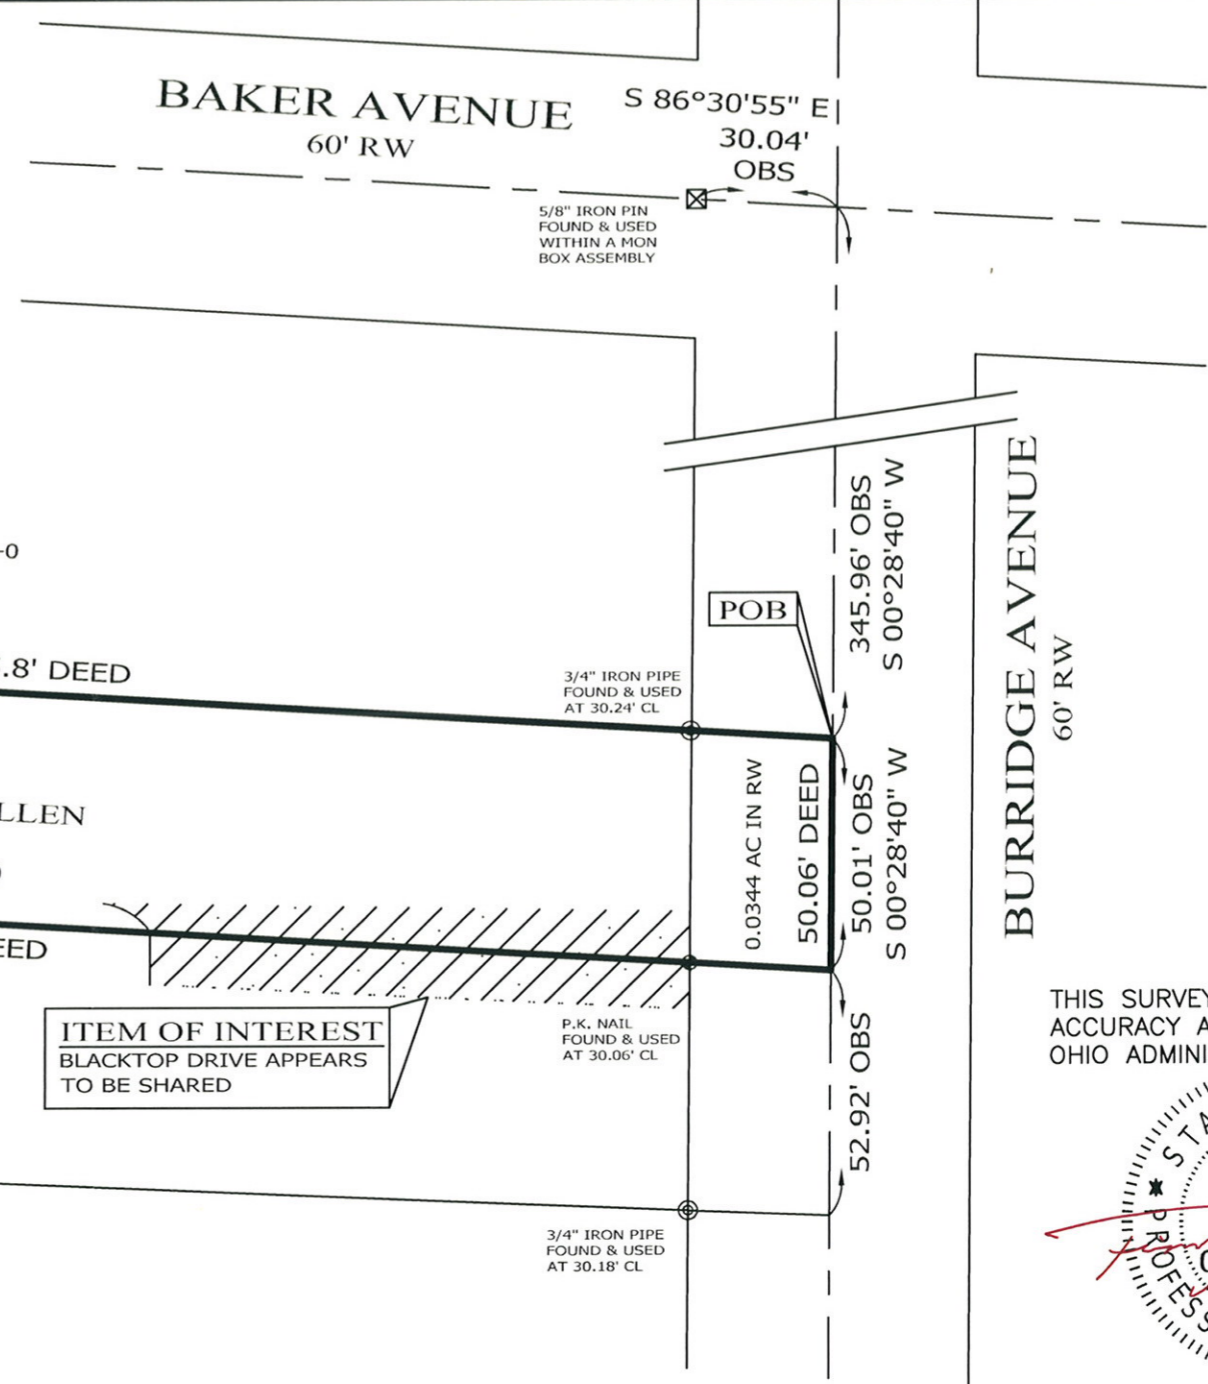 BAKER AVENUE
60' RW
S 86°30'55" E
30.04'
OBS
5/8" IRON PIN
FOUND & USED
WITHIN A MON
BOX ASSEMBLY
345.96' OBS
S 00°28'40" W
BURRIDGE AVENUE
60' RW
-0
POB
.8' DEED
3/4" IRON PIPE
FOUND & USED
AT 30.24' CL
0.0344 AC IN RW
50.06' DEED
50.01' OBS
S 00°28'40" W
LLEN
EED
ITEM OF INTEREST
BLACKTOP DRIVE APPEARS
TO BE SHARED
P.K. NAIL
FOUND & USED
AT 30.06' CL
52.92' OBS
THIS SURVEY
ACCURACY A
OHIO ADMINI
3/4" IRON PIPE
FOUND & USED
AT 30.18' CL
STA
PROFESS